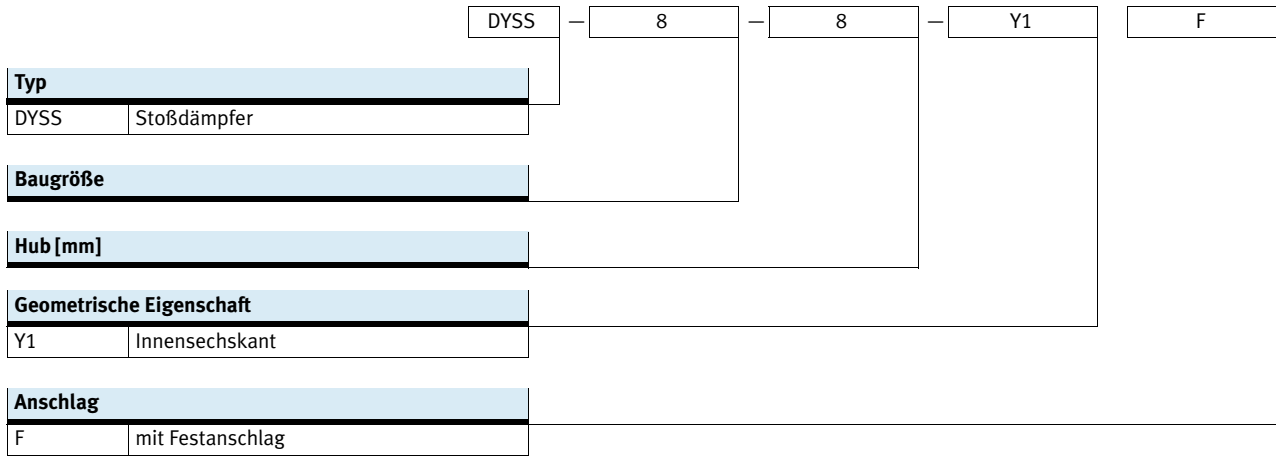 DYSS — 8 — 8 — Y1 F
Typ
DYSS Stoßdämpfer
Baugröße
Hub [mm]
Geometrische Eigenschaft
Y1 Innensechskant
Anschlag
F mit Festanschlag